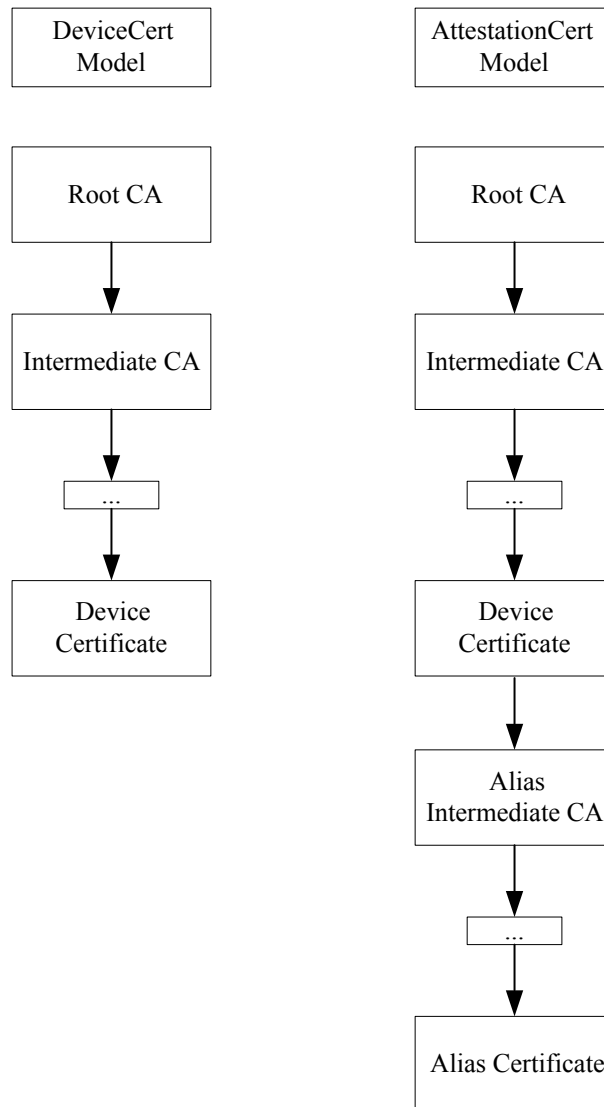 DeviceCert
Model
Root CA
Intermediate CA
...
Device
Certificate
AttestationCert
Model
Root CA
Intermediate CA
...
Device
Certificate
Alias
Intermediate CA
...
Alias Certificate